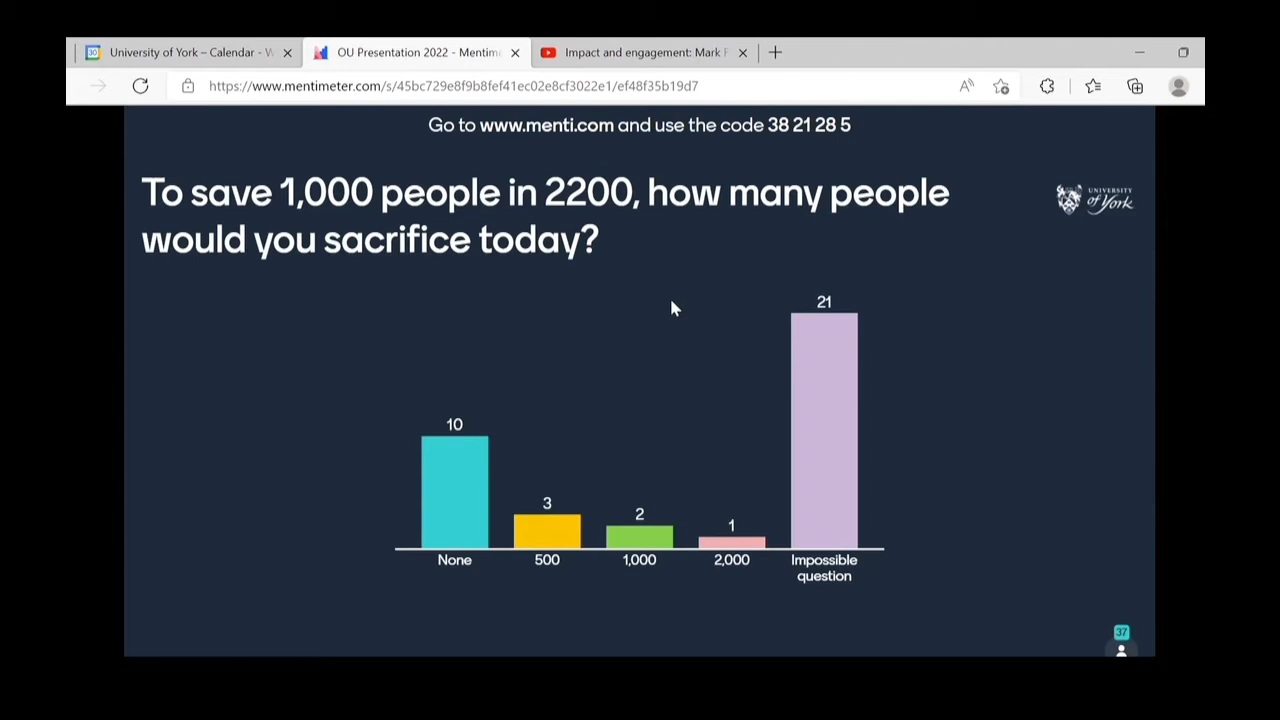 University of York – Calendar - W
OU Presentation 2022 - Mentim
Impact and engagement: Mark F
https://www.mentimeter.com/s/45bc729e8f9b8fef41ec02e8cf3022e1/ef48f35b19d7
Go to www.menti.com and use the code 38 21 28 5
To save 1,000 people in 2200, how many people
would you sacrifice today?
UNIVERSITY
of York
21
10
3
2
1
None
500
1,000
2,000
Impossible
question
37